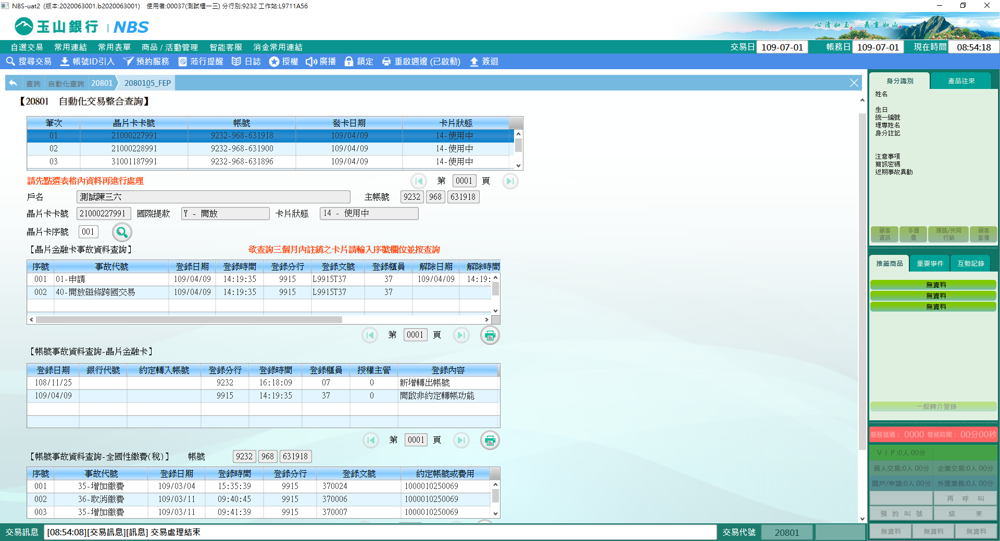 NBS-uat2 (版本:2020063001.b2020063001) 使用者:00037(測試櫃一三) 分行別:9232 工作站:L9711A56
玉山銀行 | NBS
心清如玉 義重如山
自選交易 常用連結 常用表單 商品 / 活動管理 智能客服 消金常用連結 交易日 109-07-01 帳務日 109-07-01 現在時間 08:54:18
搜尋交易 帳號ID引入 預約服務 蒞行提醒 日誌 授權 廣播 鎖定 重啟週邊 (已啟動) 簽退
查詢 自動化查詢 20801 2080105_FEP
【20801 自動化交易整合查詢】
筆次 晶片卡卡號 帳號 發卡日期 卡片狀態
01 21000227991 9232-968-631918 109/04/09 14-使用中
02 21000228991 9232-968-631900 109/04/09 14-使用中
03 31001187991 9232-968-631896 109/04/09 14-使用中
請先點選表格內資料再進行處理 第 0001 頁
戶名 測試陳三六 主帳號 9232 968 631918
晶片卡卡號 21000227991 國際提款 Y - 開放 卡片狀態 14 - 使用中
晶片卡序號 001
【晶片金融卡事故資料查詢】 欲查詢三個月內註銷之卡片請輸入序號欄位並按查詢
序號 事故代號 登錄日期 登錄時間 登錄分行 登錄文號 登錄櫃員 解除日期 解除時間
001 01-申請 109/04/09 14:19:35 9915 L9915T37 37 109/04/09 14:19:
002 40-開放磁條跨國交易 109/04/09 14:19:35 9915 L9915T37 37
第 0001 頁
【帳號事故資料查詢-晶片金融卡】
登錄日期 銀行代號 約定轉入帳號 登錄分行 登錄時間 登錄櫃員 授權主管 登錄內容
108/11/25 9232 16:18:09 07 0 新增轉出帳號
109/04/09 9915 14:19:35 37 0 開啟非約定轉帳功能
第 0001 頁
【帳號事故資料查詢-全國性繳費(稅)】 帳號 9232 968 631918
序號 事故代號 登錄日期 登錄時間 登錄分行 登錄文號 約定帳號或費用
001 35-增加繳費 109/03/04 15:35:39 9915 370024 1000010250069
002 36-取消繳費 109/03/11 09:40:45 9915 370006 1000010250069
003 35-增加繳費 109/03/11 09:41:39 9915 370007 1000010250069
交易訊息 [08:54:08][交易訊息][訊息] 交易處理結束 交易代號 20801
身分識別 產品往來
姓名
生日
統一編號
理專姓名
身分註記
注意事項
簡訊密碼
近期事故異動
顧客資訊 手續費 通路/共同行銷 顧客影像
推薦商品 重要事件 互動記錄
無資料
無資料
無資料
一般轉介登錄
服務號碼： 0000 等候時間： 00分00秒
ＶＩＰ:0人 00分
個人交易:0人 00分 企業交易:0人 00分
開戶/申請:0人 00分 外匯業務:0人 00分
再 呼 叫
預 約 叫 號 結 束
無資料 無資料 無資料